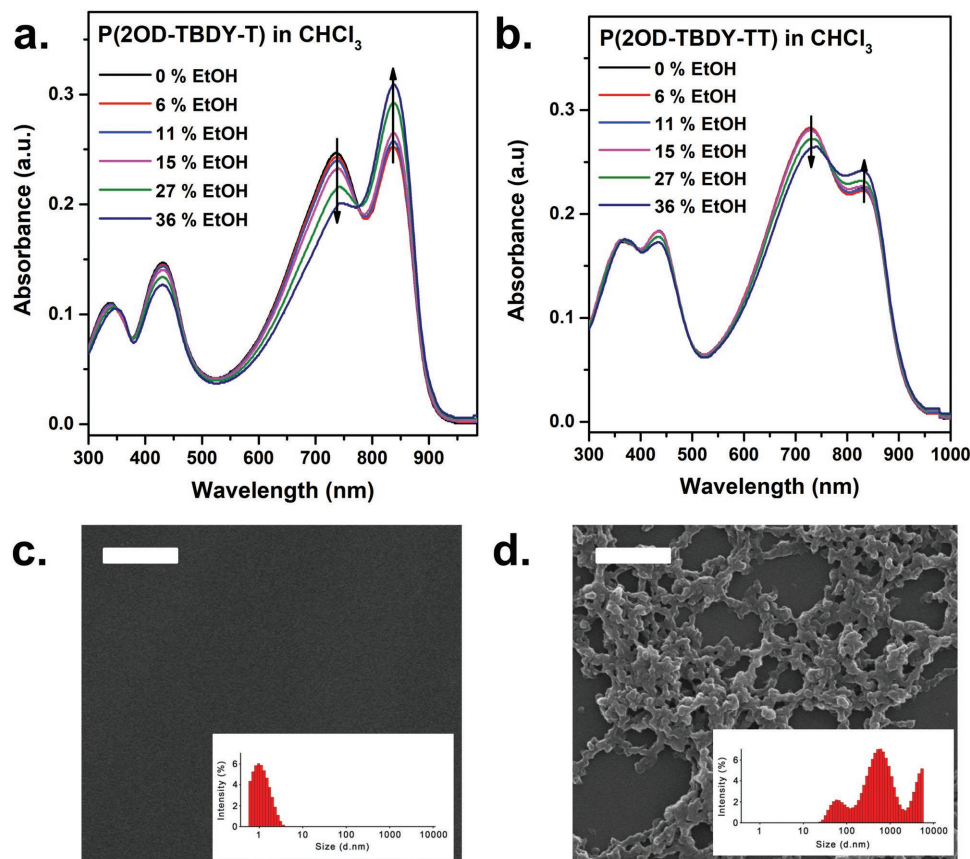 a.
P(2OD-TBDY-T) in CHCl₃
0 % EtOH
6 % EtOH
11 % EtOH
15 % EtOH
27 % EtOH
36 % EtOH
Absorbance (a.u.)
0.3
0.2
0.1
0.0
300 400 500 600 700 800 900
Wavelength (nm)
b.
P(2OD-TBDY-TT) in CHCl₃
0 % EtOH
6 % EtOH
11 % EtOH
15 % EtOH
27 % EtOH
36 % EtOH
Absorbance (a.u)
0.3
0.2
0.1
0.0
300 400 500 600 700 800 900 1000
Wavelength (nm)
c.
Intensity (%)
6
4
2
0
1 10 100 1000 10000
Size (d.nm)
d.
Intensity (%)
6
4
2
0
1 10 100 1000 10000
Size (d.nm)